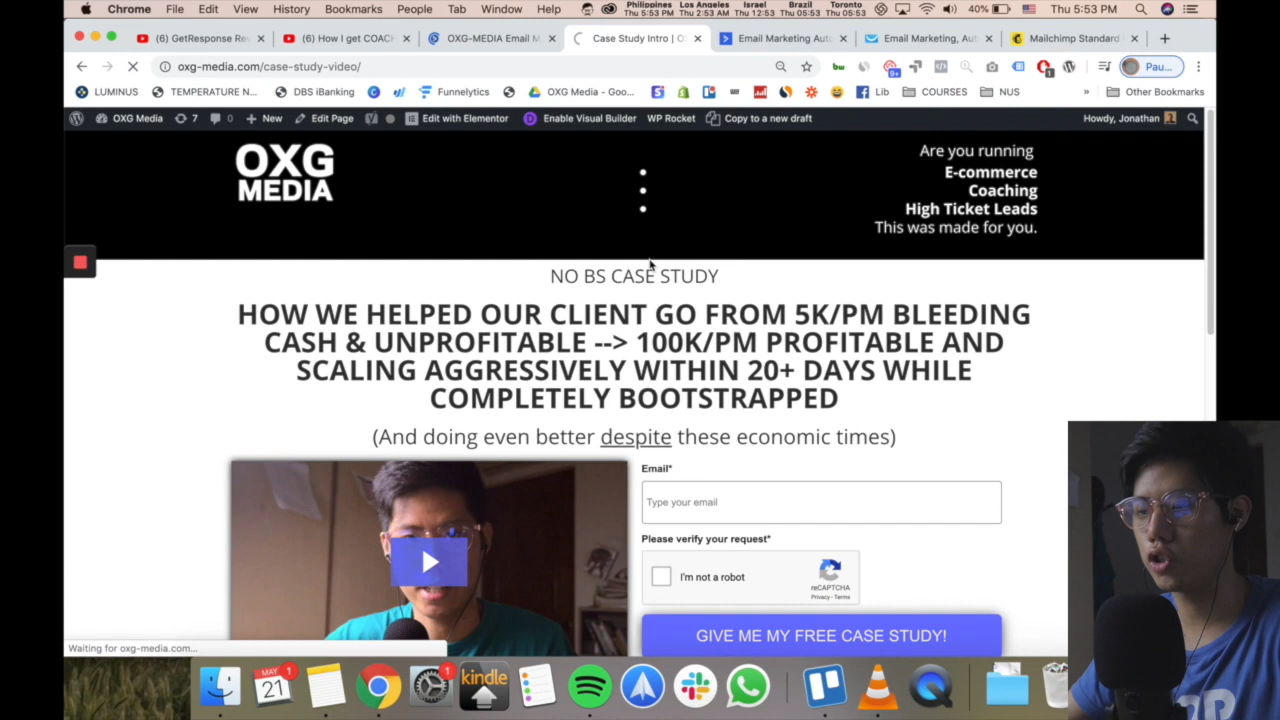 Chrome File Edit View History Bookmarks People Tab Window Help
Philippines Los Angeles Israel Brazil Toronto
Thu 5:53 PM Thu 2:53 AM Thu 12:53 Thu 05:53 Thu 05:53
40% Thu 5:53 PM
(6) GetResponse Re (6) How I get COACH OXG-MEDIA Email M Case Study Intro | O Email Marketing Auto Email Marketing, Aut Mailchimp Standard
oxg-media.com/case-study-video/
bw 9+ 1 Pau...
LUMINUS TEMPERATURE N... DBS iBanking Funnelytics OXG Media - Goo... Lib COURSES NUS » Other Bookmarks
OXG Media 7 0 New Edit Page Edit with Elementor Enable Visual Builder WP Rocket Copy to a new draft Howdy, Jonathan
OXG
MEDIA
Are you running
E-commerce
Coaching
High Ticket Leads
This was made for you.
NO BS CASE STUDY
HOW WE HELPED OUR CLIENT GO FROM 5K/PM BLEEDING
CASH & UNPROFITABLE --> 100K/PM PROFITABLE AND
SCALING AGGRESSIVELY WITHIN 20+ DAYS WHILE
COMPLETELY BOOTSTRAPPED
(And doing even better despite these economic times)
Email*
Type your email
Please verify your request*
I'm not a robot
reCAPTCHA
Privacy - Terms
GIVE ME MY FREE CASE STUDY!
Waiting for oxg-media.com...
MAY
21
1
1
kindle